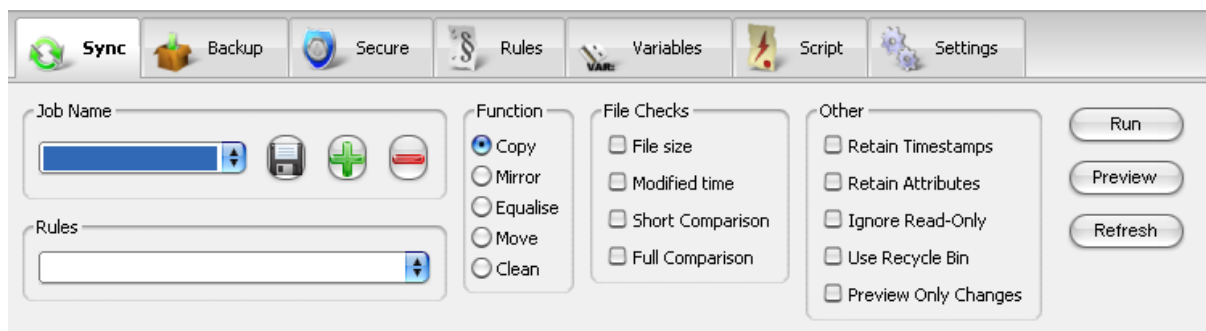 Sync
Backup
Secure
Rules
VAR:
Variables
Script
Settings
Job Name
Rules
Function
Copy
Mirror
Equalise
Move
Clean
File Checks
File size
Modified time
Short Comparison
Full Comparison
Other
Retain Timestamps
Retain Attributes
Ignore Read-Only
Use Recycle Bin
Preview Only Changes
Run
Preview
Refresh